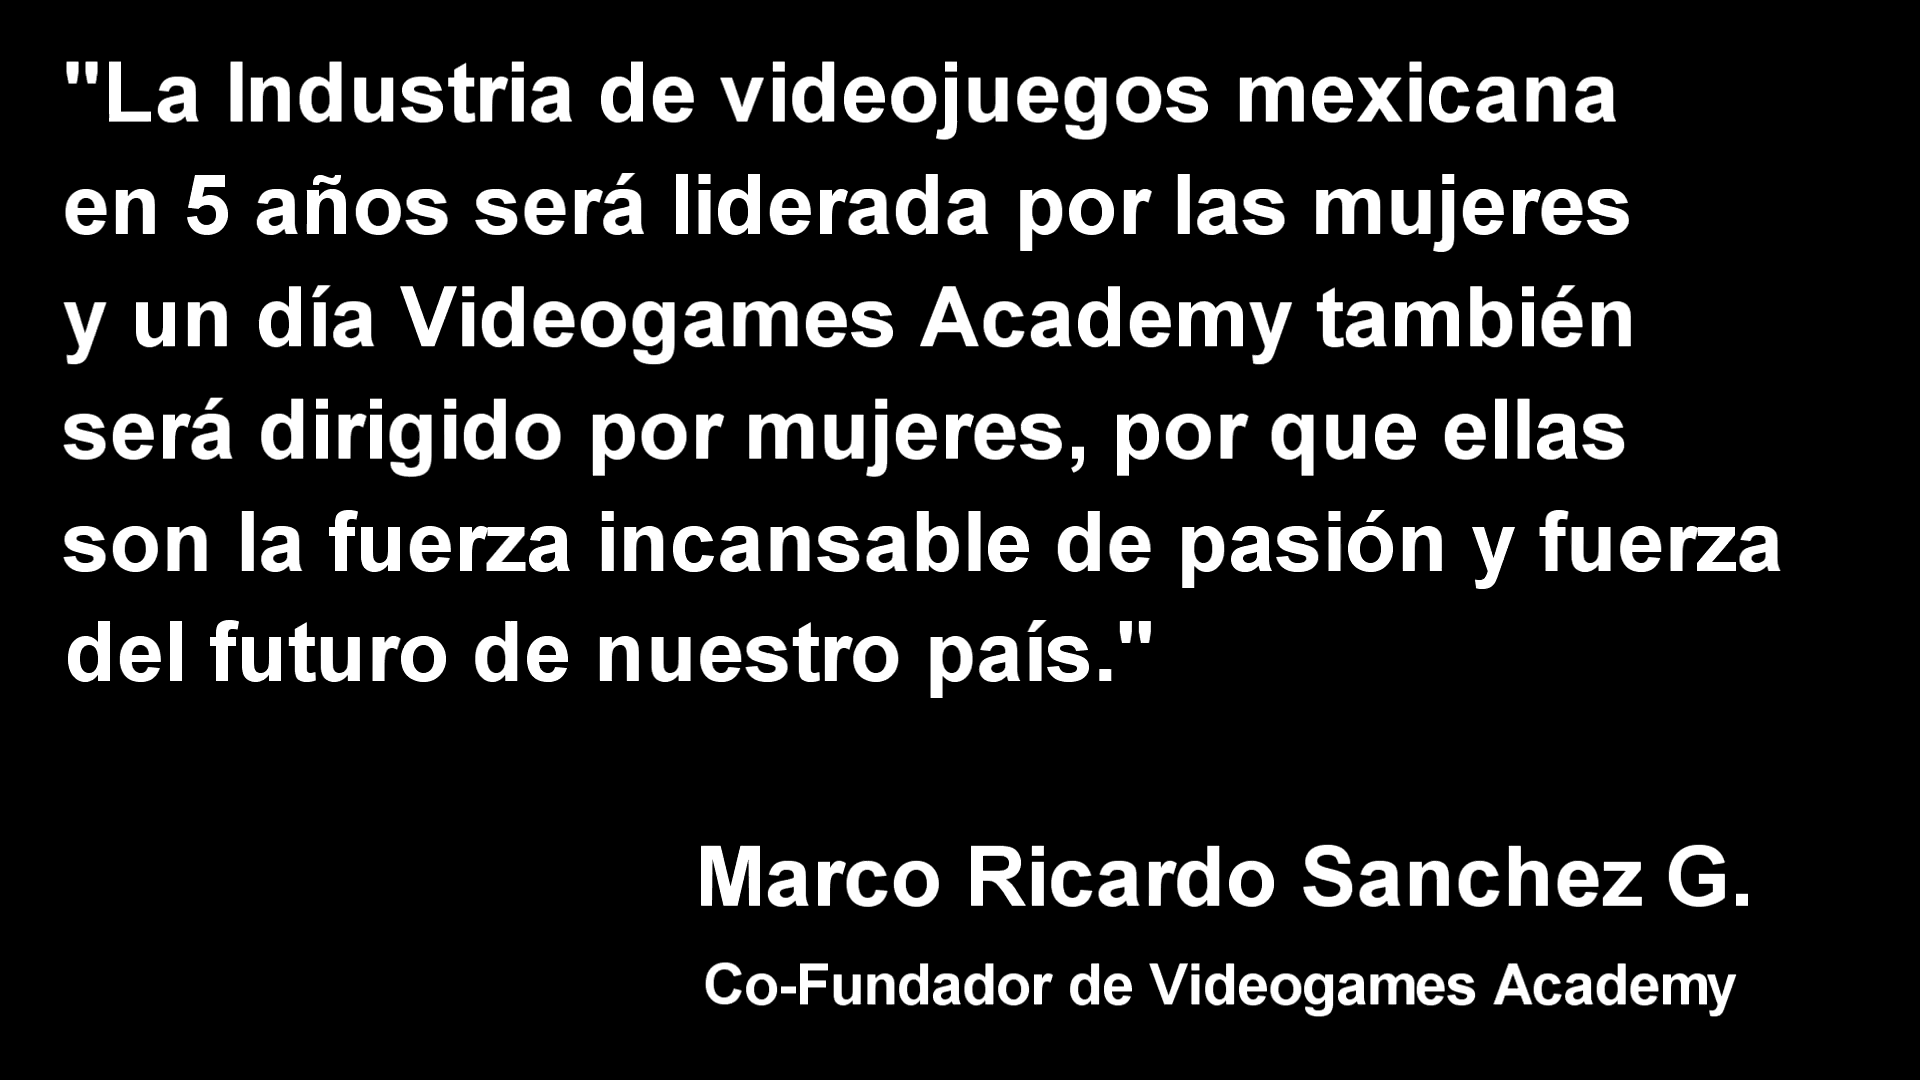 "La Industria de videojuegos mexicana
en 5 años será liderada por las mujeres
y un día Videogames Academy también
será dirigido por mujeres, por que ellas
son la fuerza incansable de pasión y fuerza
del futuro de nuestro país."
Marco Ricardo Sanchez G.
Co-Fundador de Videogames Academy